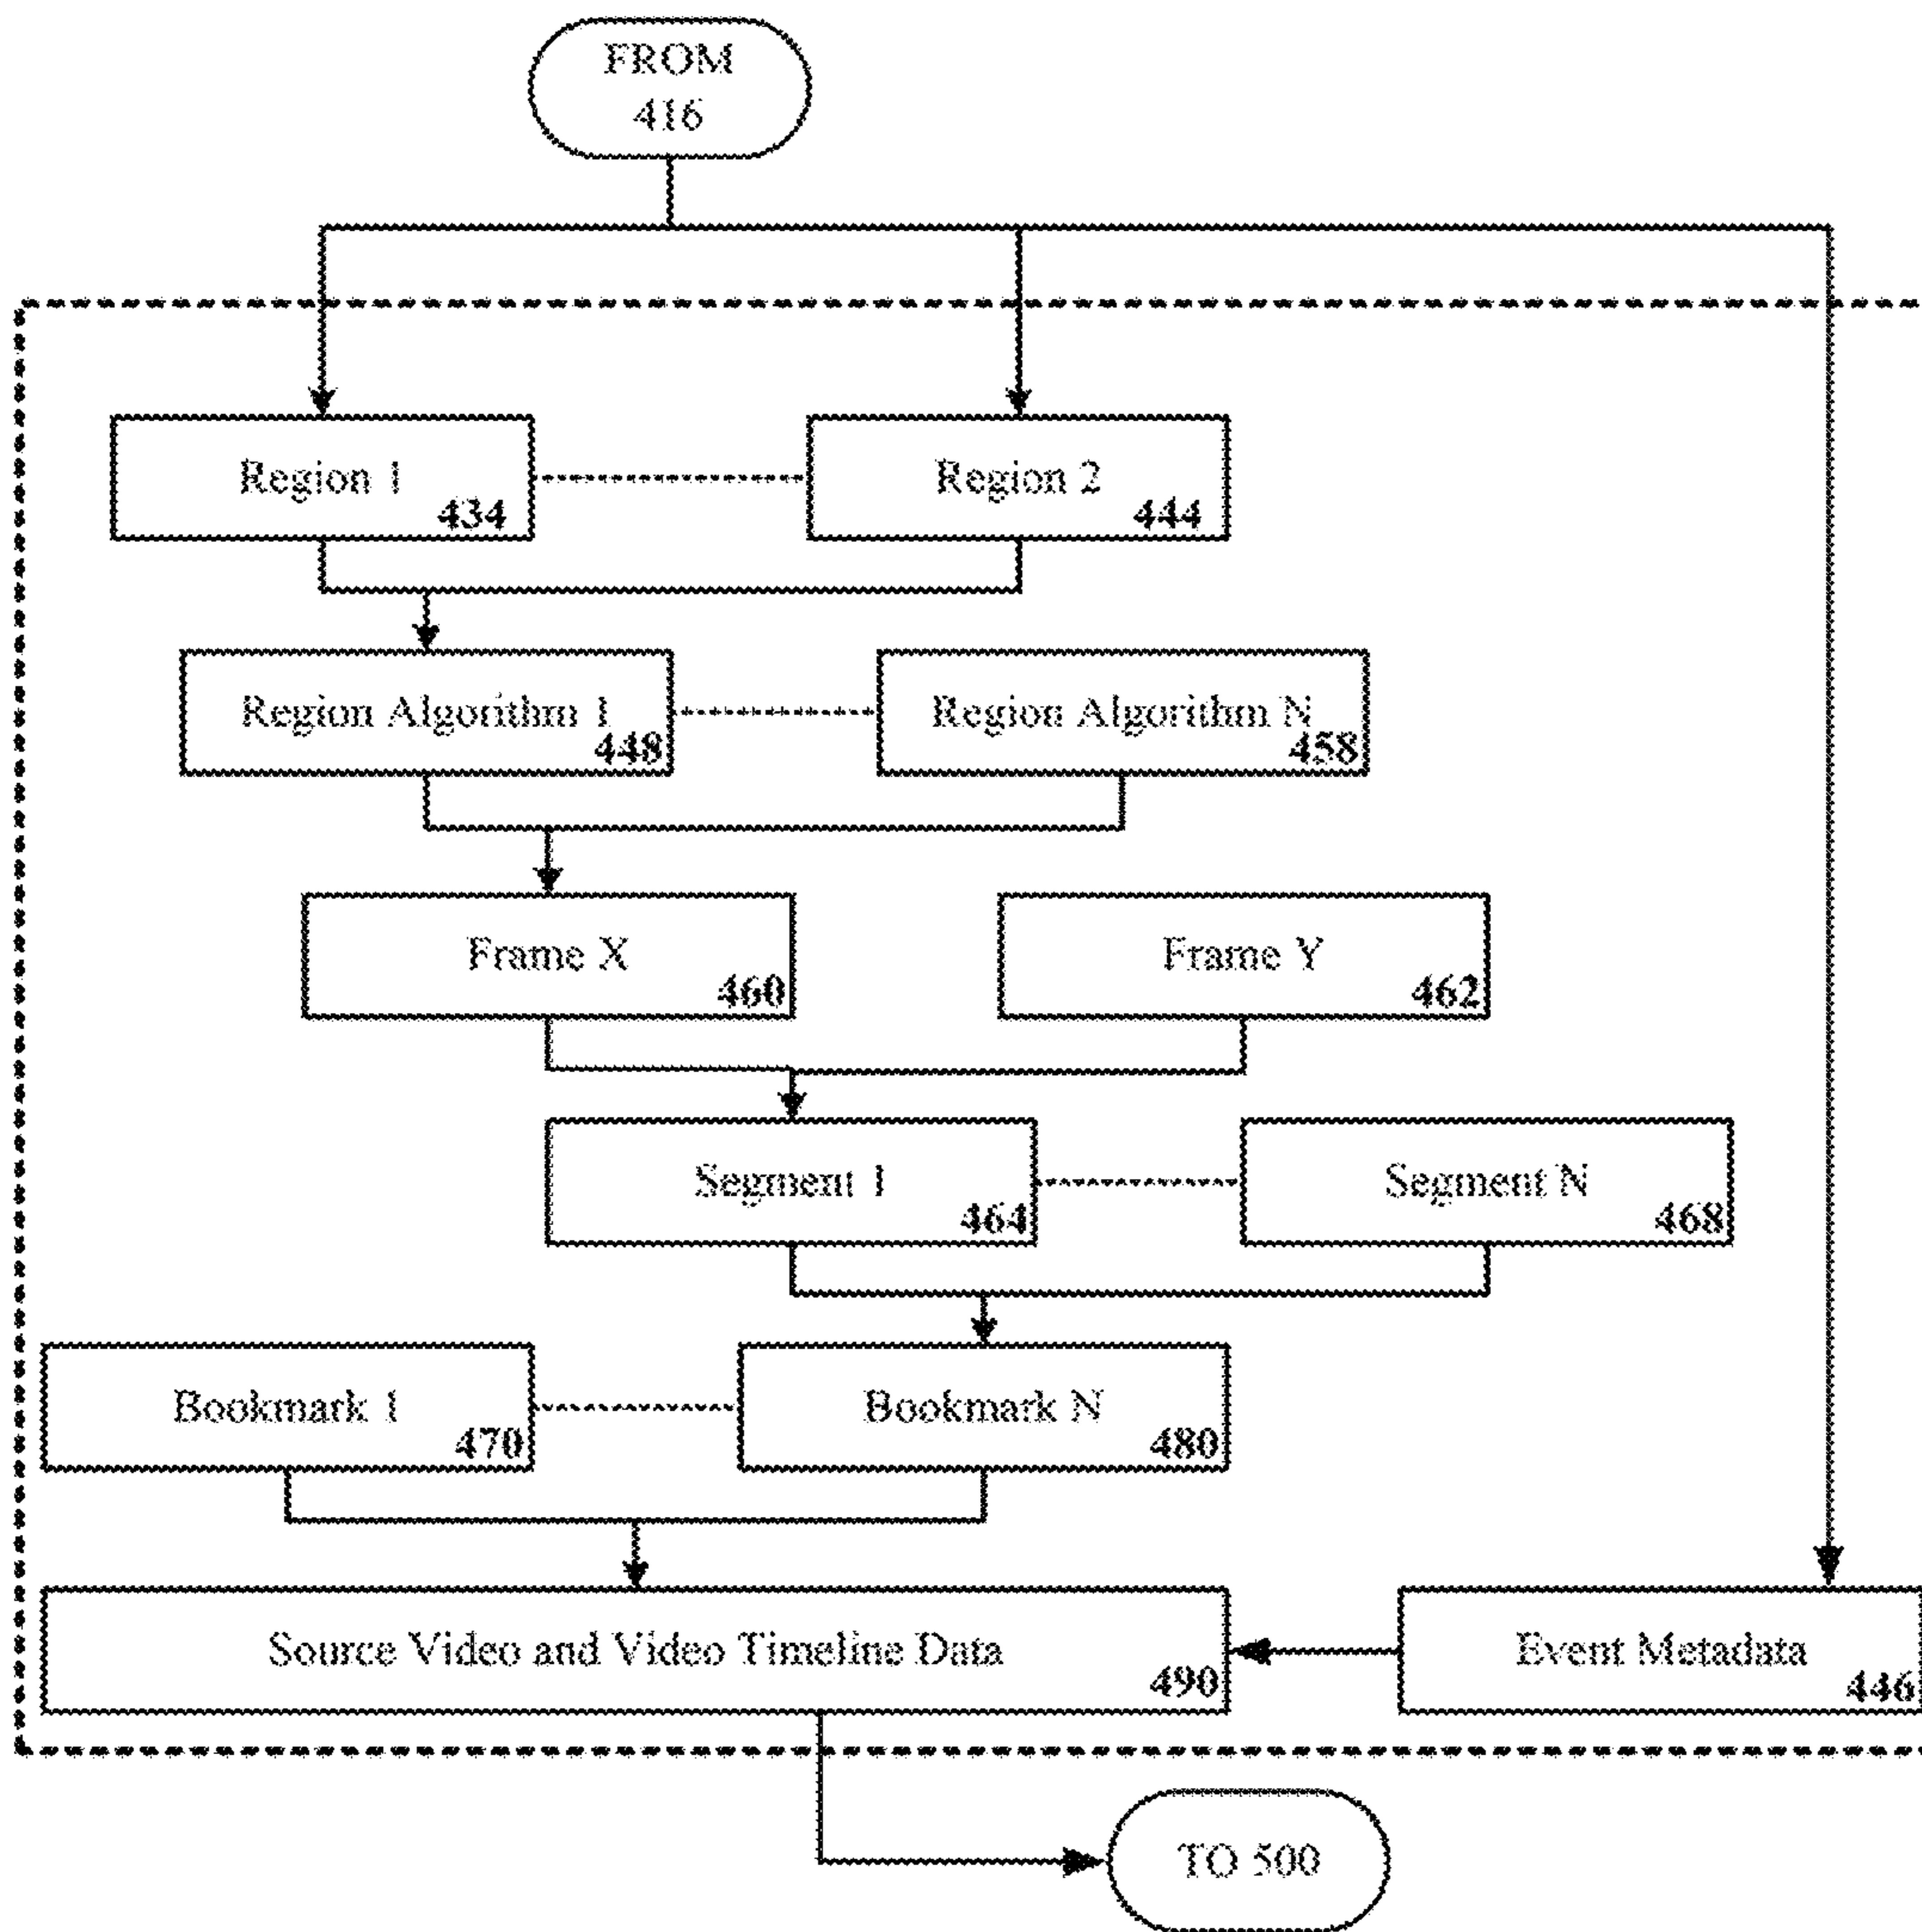 FROM
416
Region 1
434
Region 2
444
Region Algorithm 1
448
Region Algorithm N
458
Frame X
460
Frame Y
462
Segment 1
464
Segment N
468
Bookmark 1
470
Bookmark N
480
Source Video and Video Timeline Data
490
Event Metadata
446
TO 500